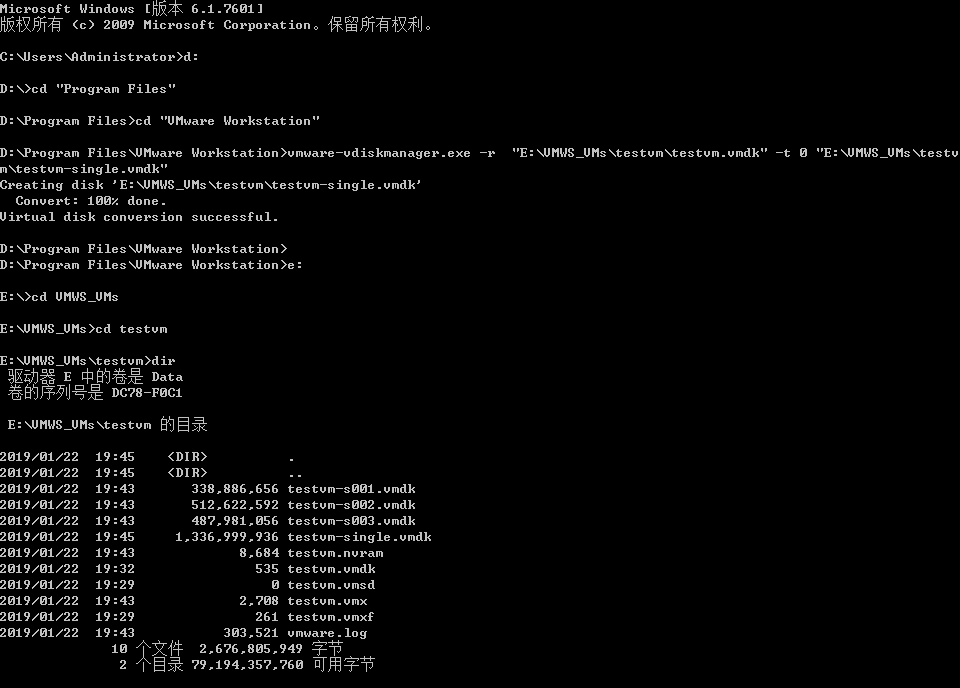 Microsoft Windows [版本 6.1.7601]
版权所有 (c) 2009 Microsoft Corporation。保留所有权利。
C:\Users\Administrator>d:
D:\>cd "Program Files"
D:\Program Files>cd "VMware Workstation"
D:\Program Files\VMware Workstation>vmware-vdiskmanager.exe -r  "E:\VMWS_VMs\testvm\testvm.vmdk" -t 0 "E:\VMWS_VMs\testv
m\testvm-single.vmdk"
Creating disk 'E:\VMWS_VMs\testvm\testvm-single.vmdk'
  Convert: 100% done.
Virtual disk conversion successful.
D:\Program Files\VMware Workstation>
D:\Program Files\VMware Workstation>e:
E:\>cd VMWS_VMs
E:\VMWS_VMs>cd testvm
E:\VMWS_VMs\testvm>dir
 驱动器 E 中的卷是 Data
 卷的序列号是 DC78-F0C1
 E:\VMWS_VMs\testvm 的目录
2019/01/22  19:45    <DIR>          .
2019/01/22  19:45    <DIR>          ..
2019/01/22  19:43       338,886,656 testvm-s001.vmdk
2019/01/22  19:43       512,622,592 testvm-s002.vmdk
2019/01/22  19:43       487,981,056 testvm-s003.vmdk
2019/01/22  19:45     1,336,999,936 testvm-single.vmdk
2019/01/22  19:43             8,684 testvm.nvram
2019/01/22  19:32               535 testvm.vmdk
2019/01/22  19:29                 0 testvm.vmsd
2019/01/22  19:43             2,708 testvm.vmx
2019/01/22  19:29               261 testvm.vmxf
2019/01/22  19:43           303,521 vmware.log
              10 个文件  2,676,805,949 字节
               2 个目录 79,194,357,760 可用字节